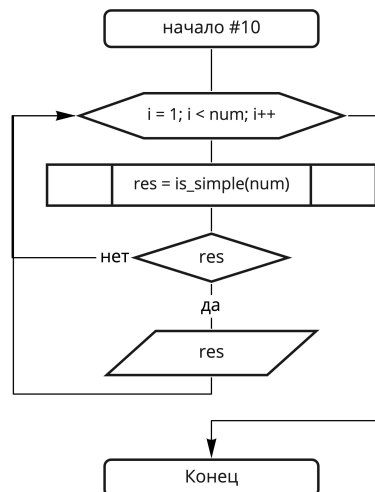 начало #10
i = 1; i < num; i++
res = is_simple(num)
нет
res
да
res
Конец